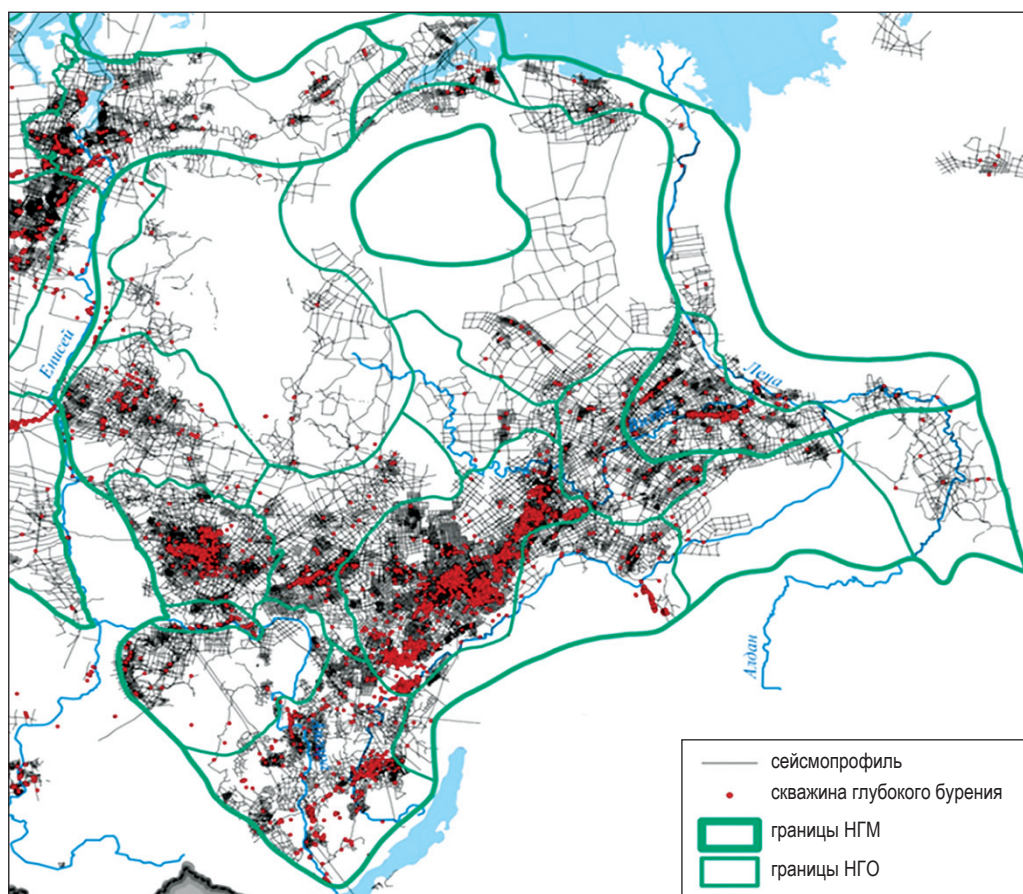 Енисей
Лена
Алдан
сейсмопрофиль
скважина глубокого бурения
границы НГМ
границы НГО